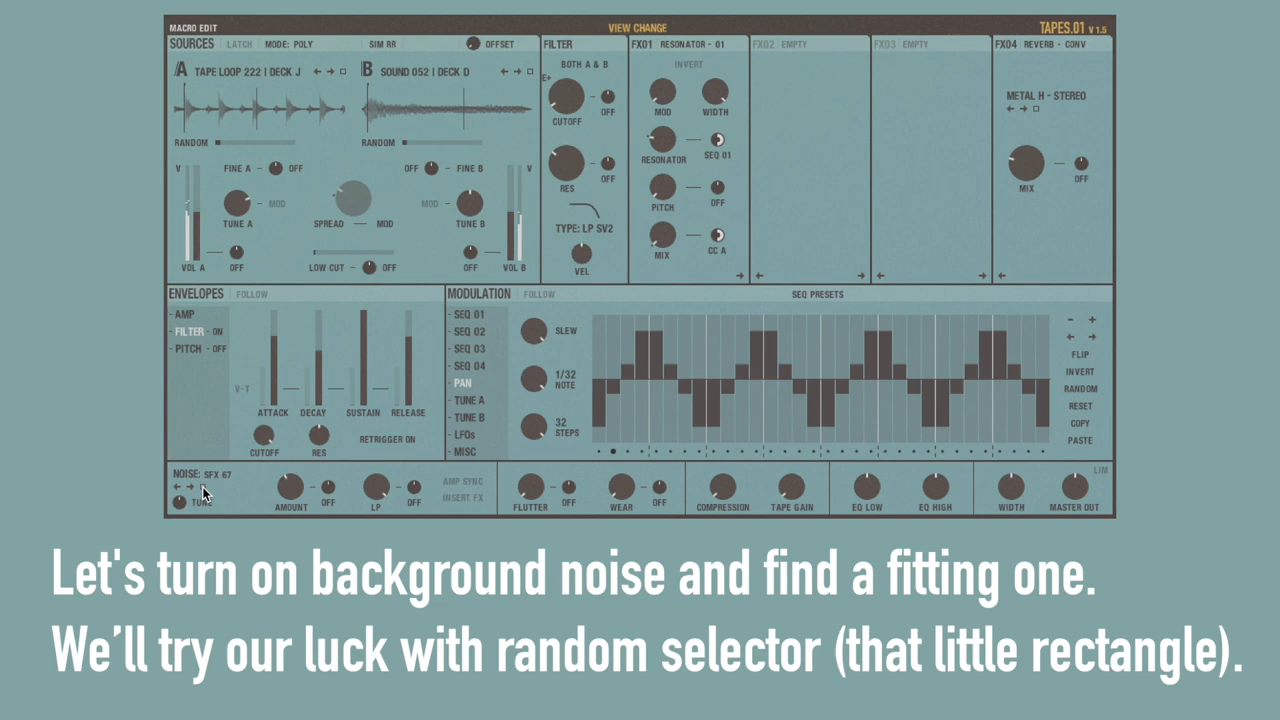 MACRO EDIT
VIEW CHANGE
TAPES.01 V 1.5
SOURCES LATCH MODE: POLY SIM RR OFFSET
A TAPE LOOP 222 | DECK J
B SOUND 052 | DECK D
RANDOM
RANDOM
V FINE A OFF
OFF FINE B V
MOD MOD
TUNE A SPREAD MOD TUNE B
VOL A OFF LOW CUT OFF OFF VOL B
FILTER
BOTH A & B
E+
CUTOFF OFF
RES OFF
TYPE: LP SV2
VEL
FX01 RESONATOR - 01
INVERT
MOD WIDTH
RESONATOR SEQ 01
PITCH OFF
MIX CC A
FX02 EMPTY
FX03 EMPTY
FX04 REVERB - CONV
METAL H - STEREO
MIX OFF
ENVELOPES FOLLOW
- AMP
- FILTER - ON
- PITCH - OFF
V-T
ATTACK DECAY SUSTAIN RELEASE
CUTOFF RES
RETRIGGER ON
MODULATION FOLLOW SEQ PRESETS
- SEQ 01
- SEQ 02
- SEQ 03
- SEQ 04
- PAN
- TUNE A
- TUNE B
- LFOs
- MISC
SLEW
1/32
NOTE
32
STEPS
- +
FLIP
INVERT
RANDOM
RESET
COPY
PASTE
NOISE: SFX 67
TUNE
AMOUNT OFF LP OFF
AMP SYNC
INSERT FX
FLUTTER OFF WEAR OFF
COMPRESSION TAPE GAIN
EQ LOW EQ HIGH
LIM
WIDTH MASTER OUT
Let's turn on background noise and find a fitting one.
We’ll try our luck with random selector (that little rectangle).